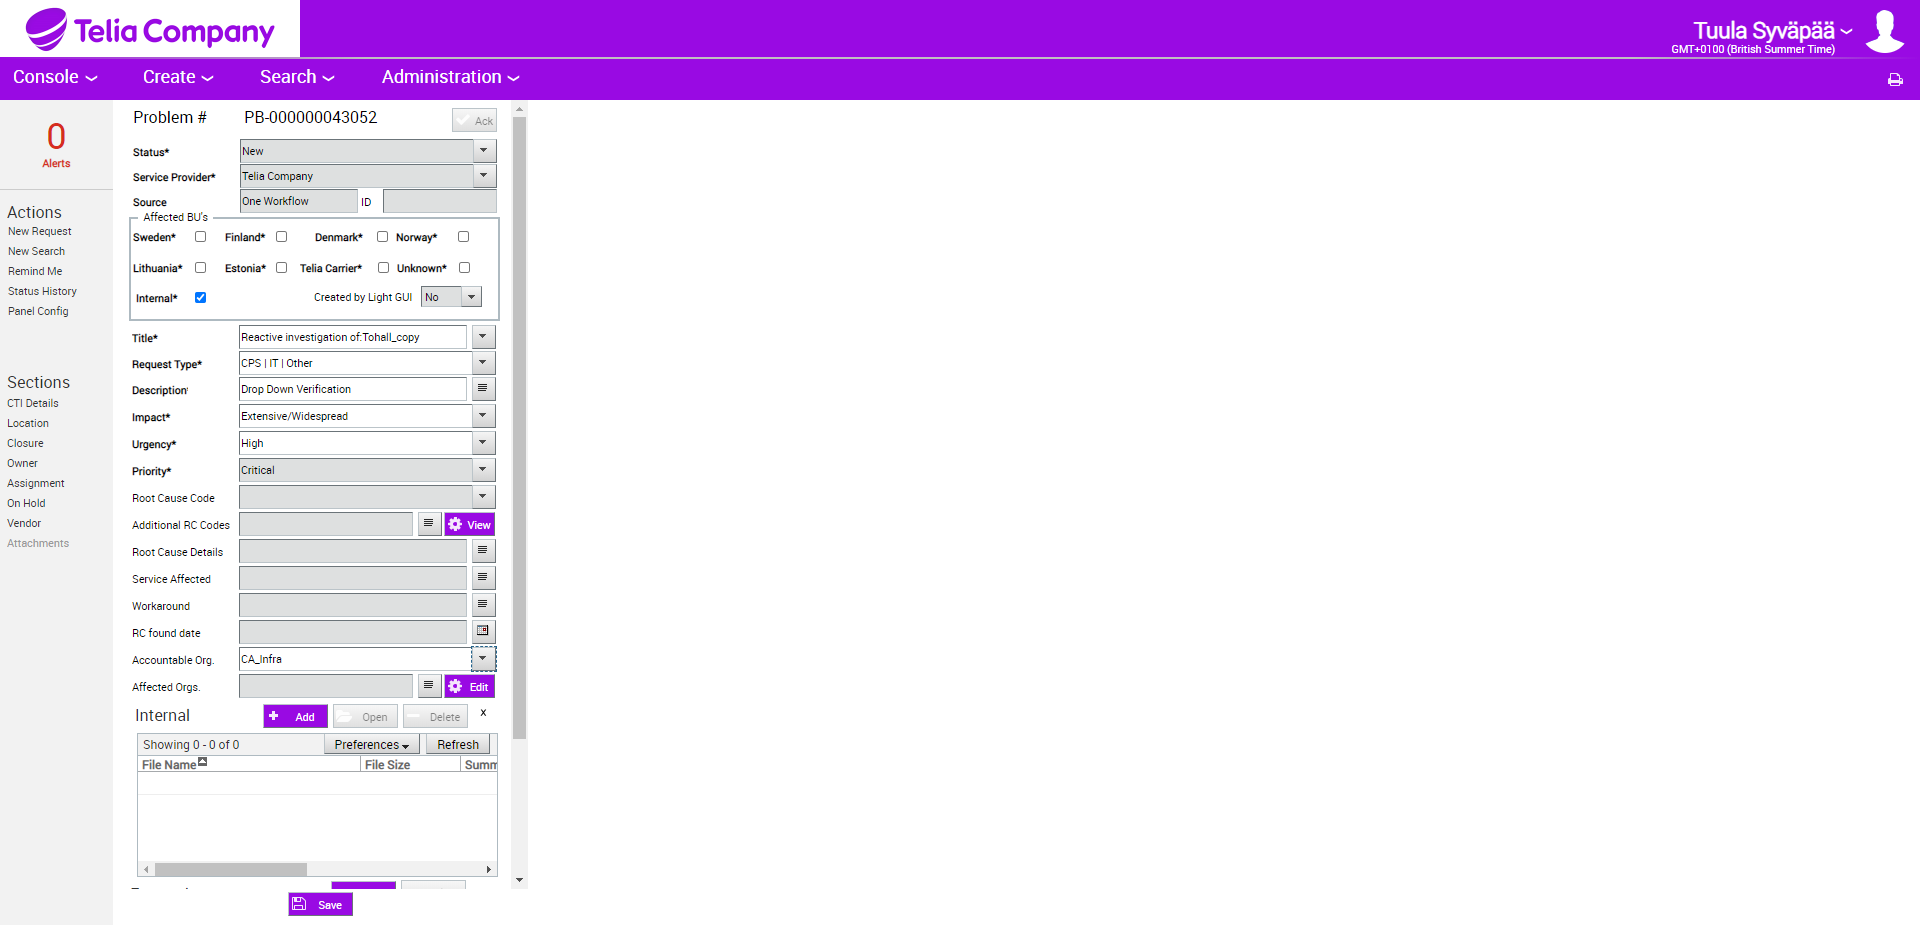 Telia Company
Tuula Syväpää
GMT+0100 (British Summer Time)
Console
Create
Search
Administration
0
Alerts
Actions
New Request
New Search
Remind Me
Status History
Panel Config
Sections
CTI Details
Location
Closure
Owner
Assignment
On Hold
Vendor
Attachments
Problem # PB-000000043052 Ack
Status* New
Service Provider* Telia Company
Source One Workflow ID
Affected BU's
Sweden* Finland* Denmark* Norway*
Lithuania* Estonia* Telia Carrier* Unknown*
Internal* Created by Light GUI No
Title* Reactive investigation of:Tohall_copy
Request Type* CPS | IT | Other
Description Drop Down Verification
Impact* Extensive/Widespread
Urgency* High
Priority* Critical
Root Cause Code
Additional RC Codes View
Root Cause Details
Service Affected
Workaround
RC found date
Accountable Org. CA_Infra
Affected Orgs. Edit
Internal Add Open Delete x
Showing 0 - 0 of 0 Preferences Refresh
File Name File Size Summ
Save